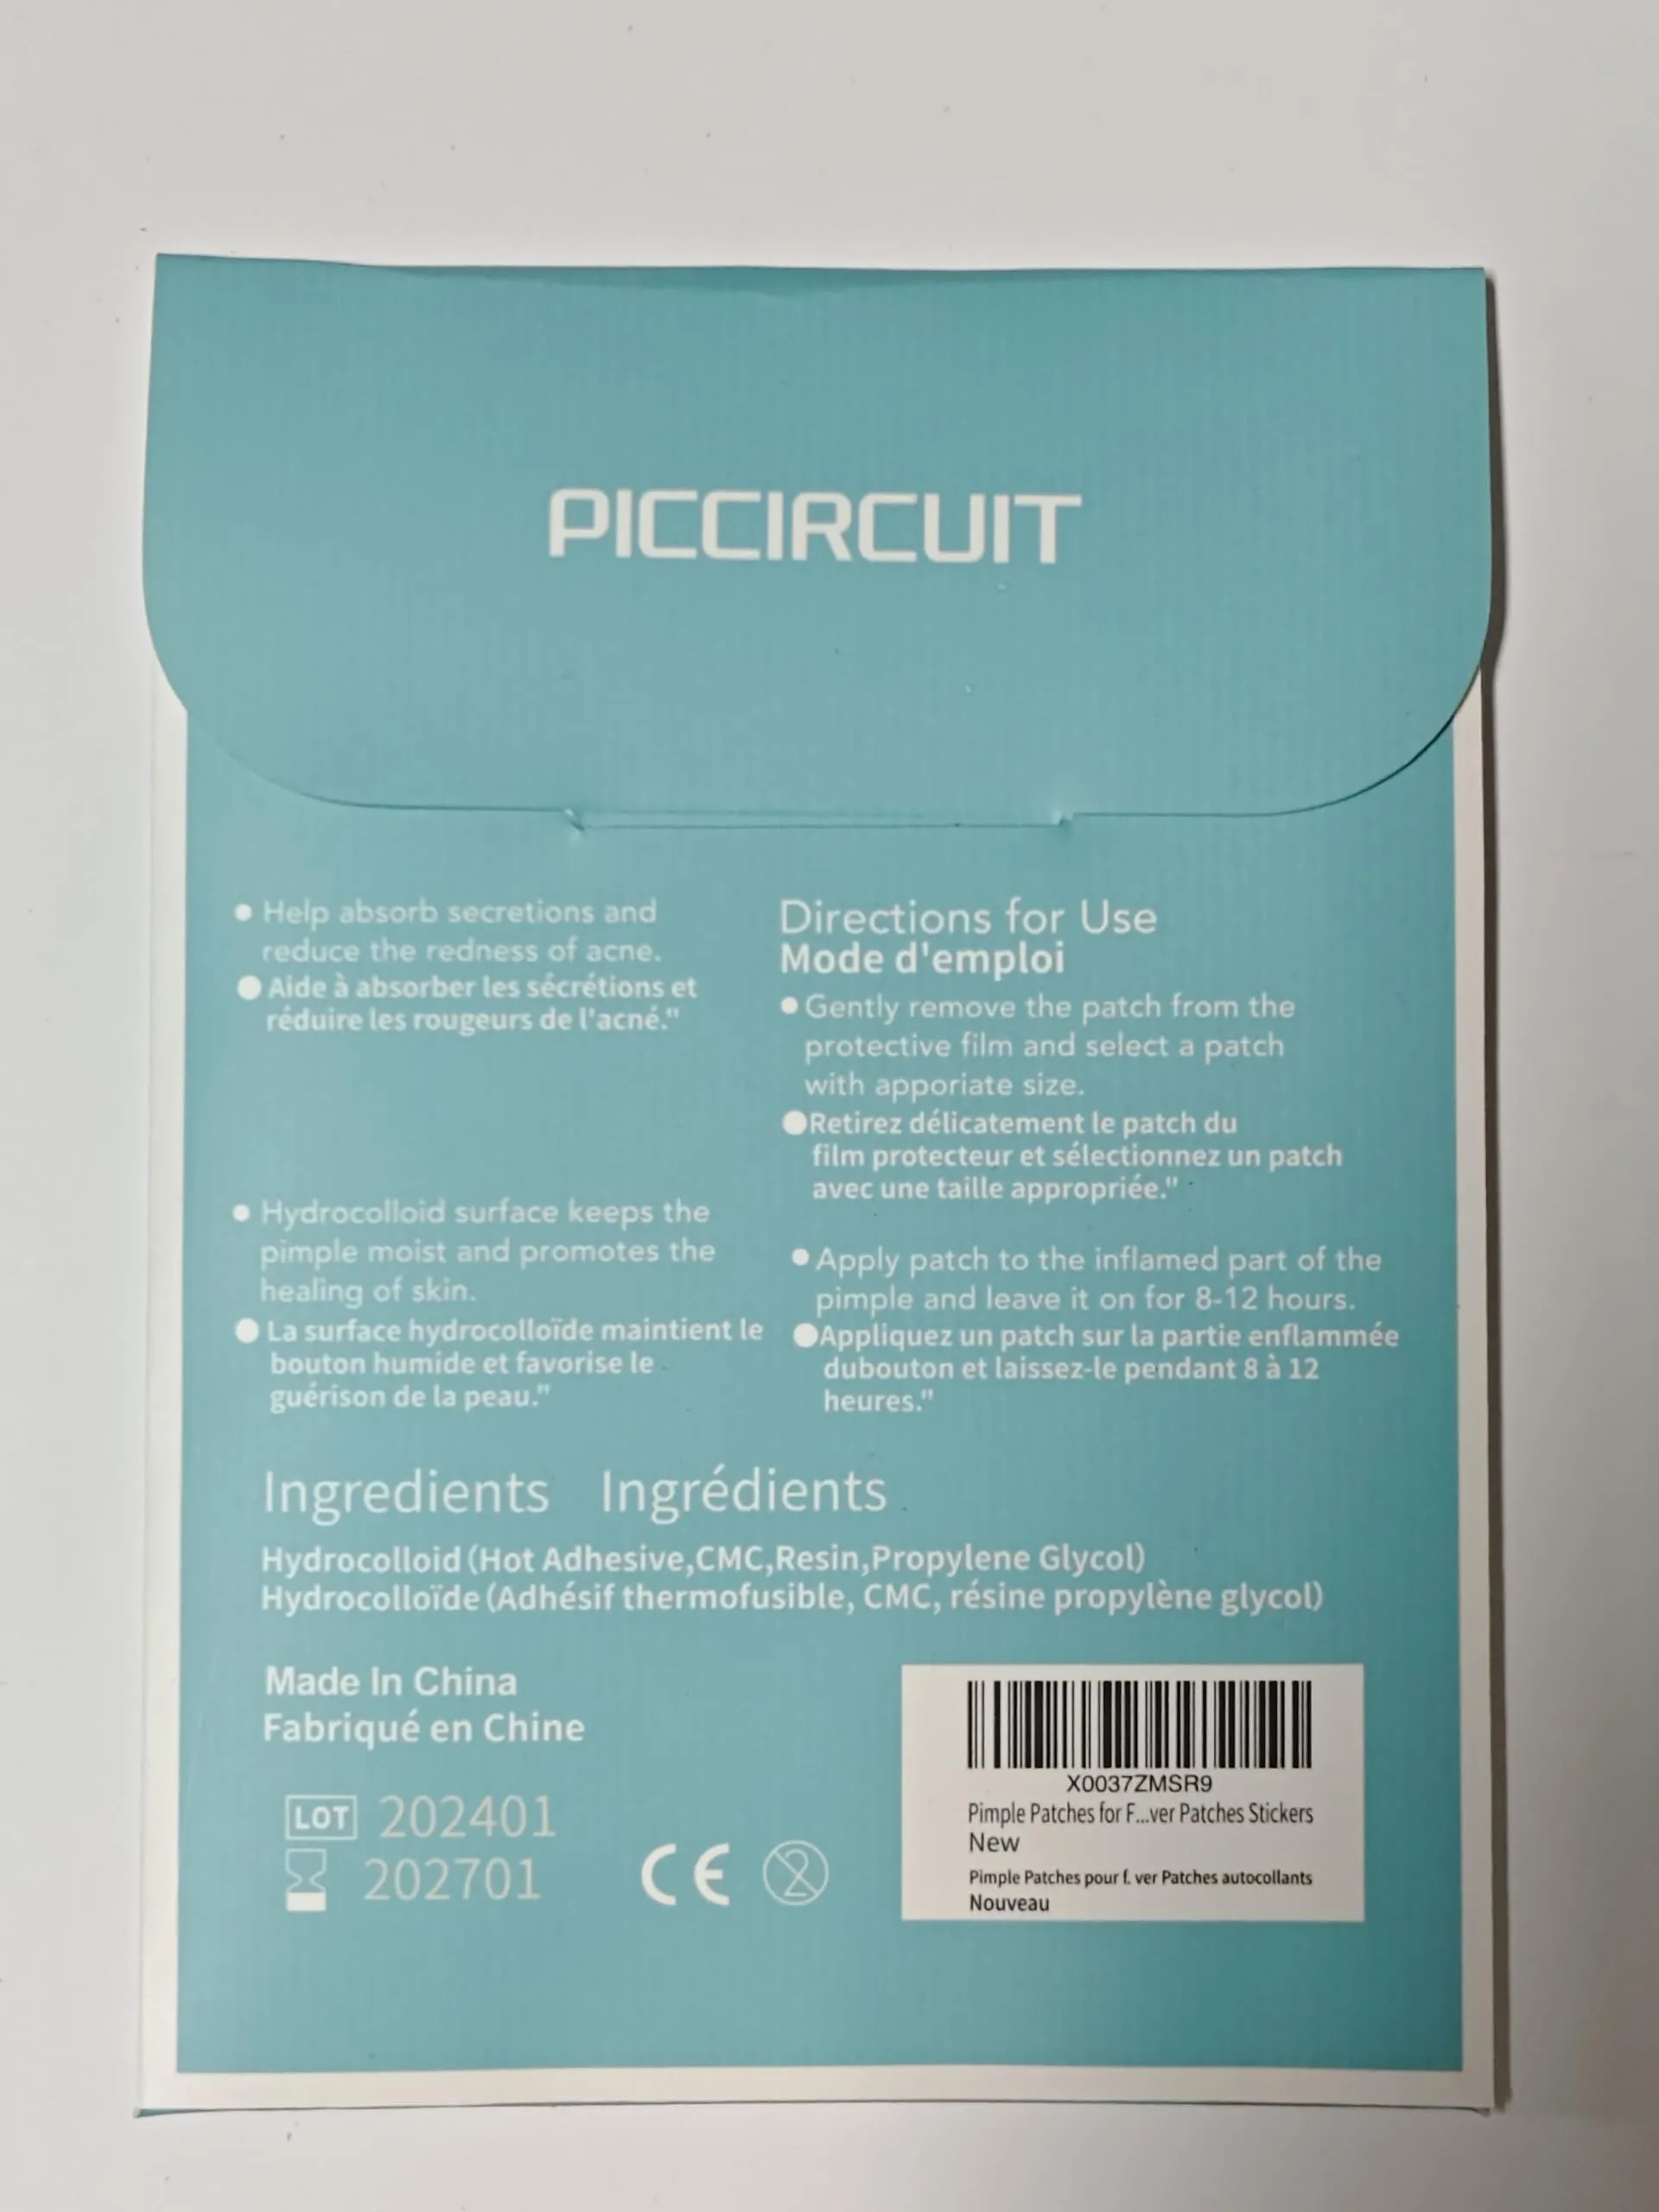 PICCIRCUIT
● Help absorb secretions and
reduce the redness of acne.
● Aide à absorber les sécrétions et
réduire les rougeurs de l'acné."
● Hydrocolloid surface keeps the
pimple moist and promotes the
healing of skin.
● La surface hydrocolloïde maintient le
bouton humide et favorise le
guérison de la peau."
Directions for Use
Mode d'emploi
● Gently remove the patch from the
protective film and select a patch
with apporiate size.
●Retirez délicatement le patch du
film protecteur et sélectionnez un patch
avec une taille appropriée."
● Apply patch to the inflamed part of the
pimple and leave it on for 8-12 hours.
●Appliquez un patch sur la partie enflammée
dubouton et laissez-le pendant 8 à 12
heures."
Ingredients Ingrédients
Hydrocolloid (Hot Adhesive,CMC,Resin,Propylene Glycol)
Hydrocolloïde (Adhésif thermofusible, CMC, résine propylène glycol)
Made In China
Fabriqué en Chine
LOT 202401
202701
CE 2
X0037ZMSR9
Pimple Patches for F...ver Patches Stickers
New
Pimple Patches pour f. ver Patches autocollants
Nouveau